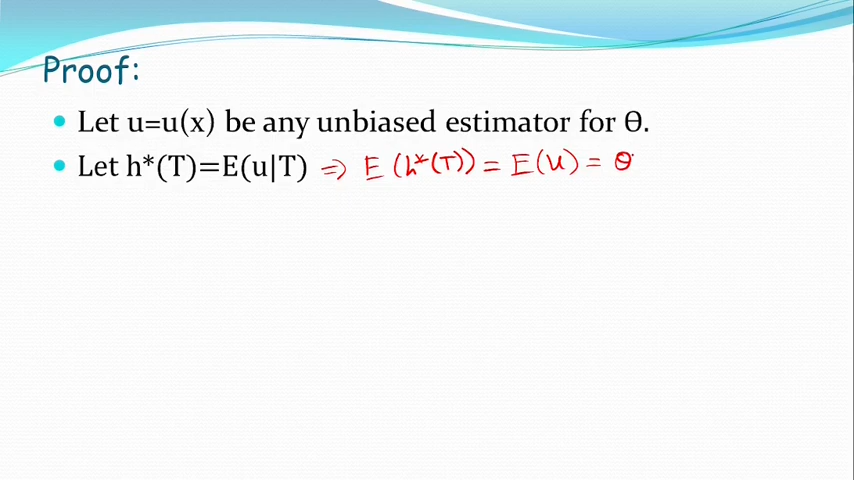 Proof:
• Let u=u(x) be any unbiased estimator for Θ.
• Let h*(T)=E(u|T) ⇒ E (h*(T)) = E(u) = θ